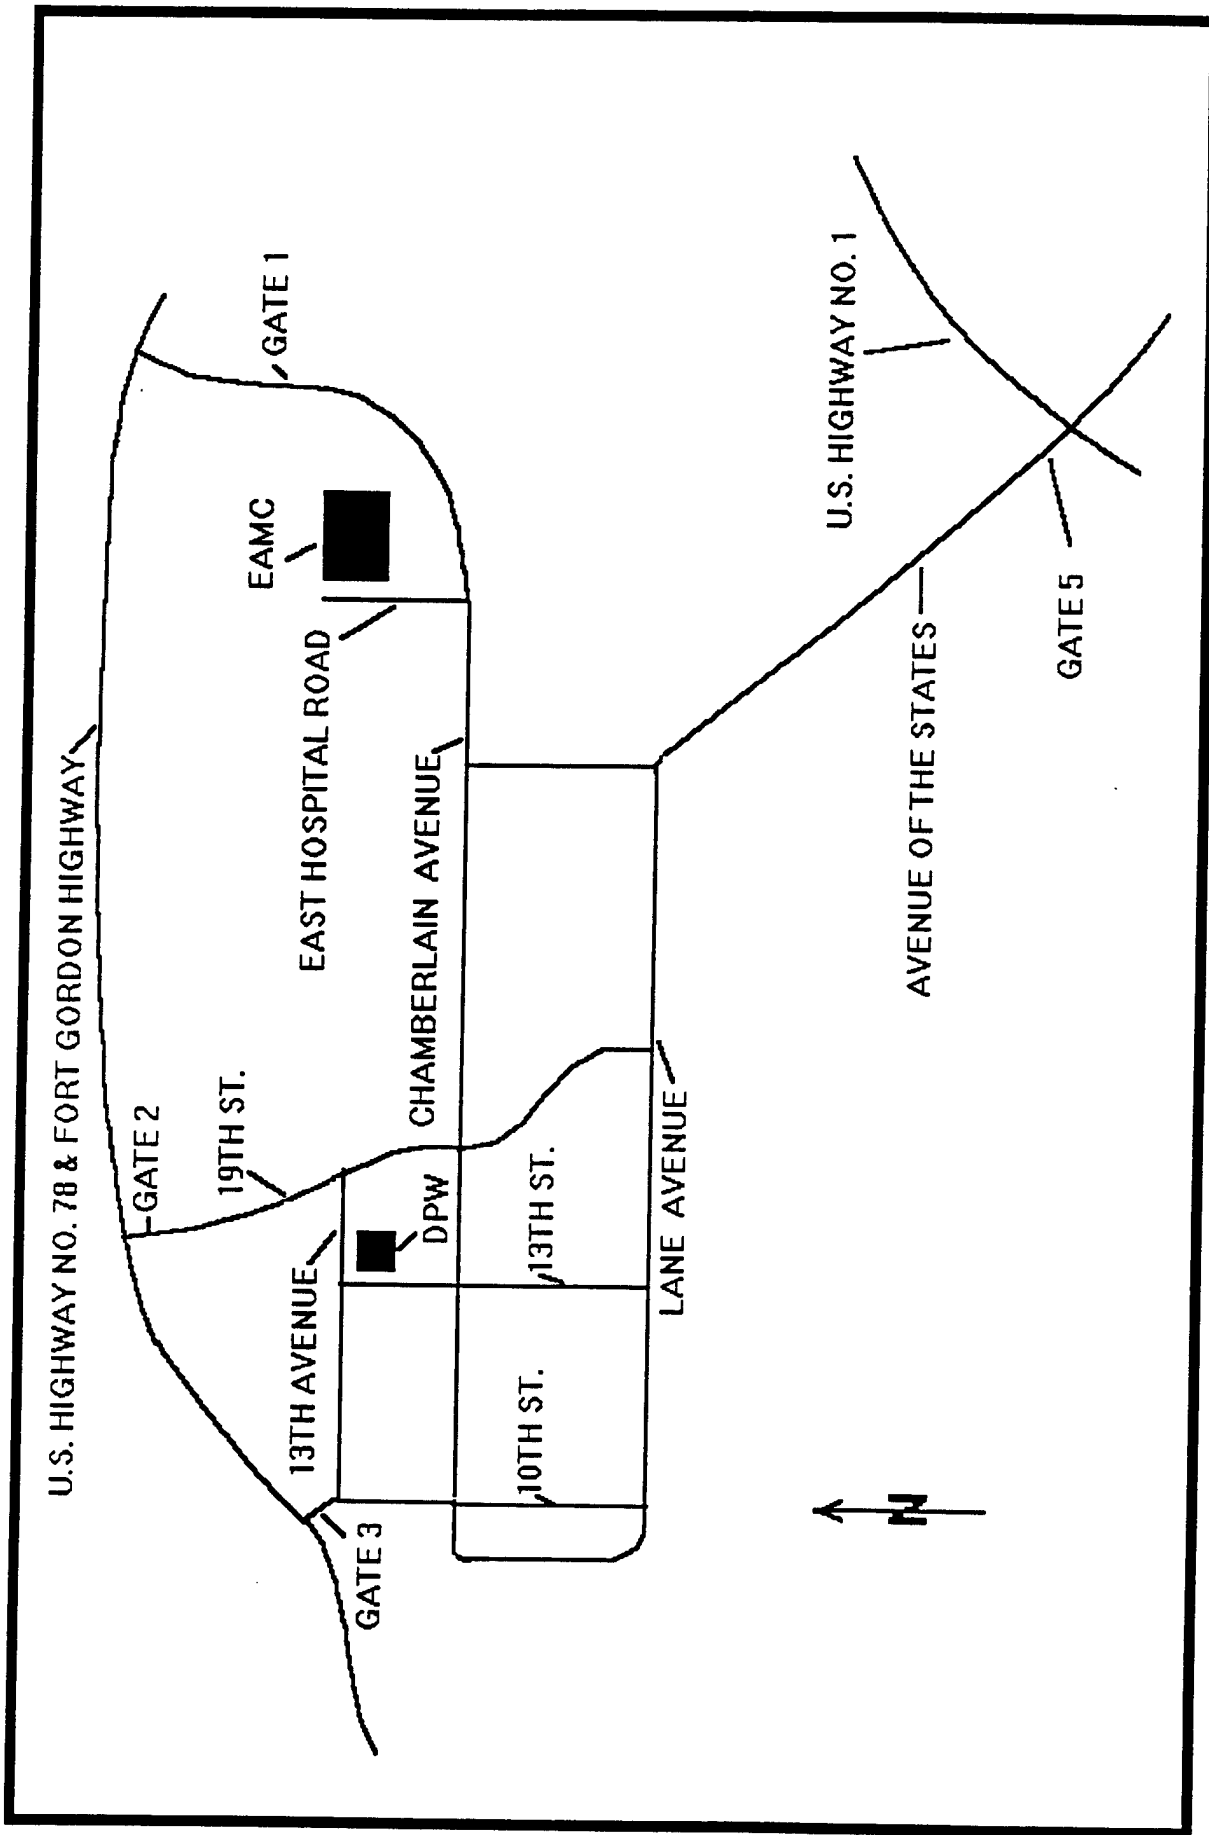 U.S. HIGHWAY NO. 78 & FORT GORDON HIGHWAY
GATE 2
19TH ST.
GATE 1
EAMC
EAST HOSPITAL ROAD
13TH AVENUE
GATE 3
CHAMBERLAIN AVENUE
DPW
10TH ST.
13TH ST.
LANE AVENUE
U.S. HIGHWAY NO. 1
AVENUE OF THE STATES
GATE 5
N